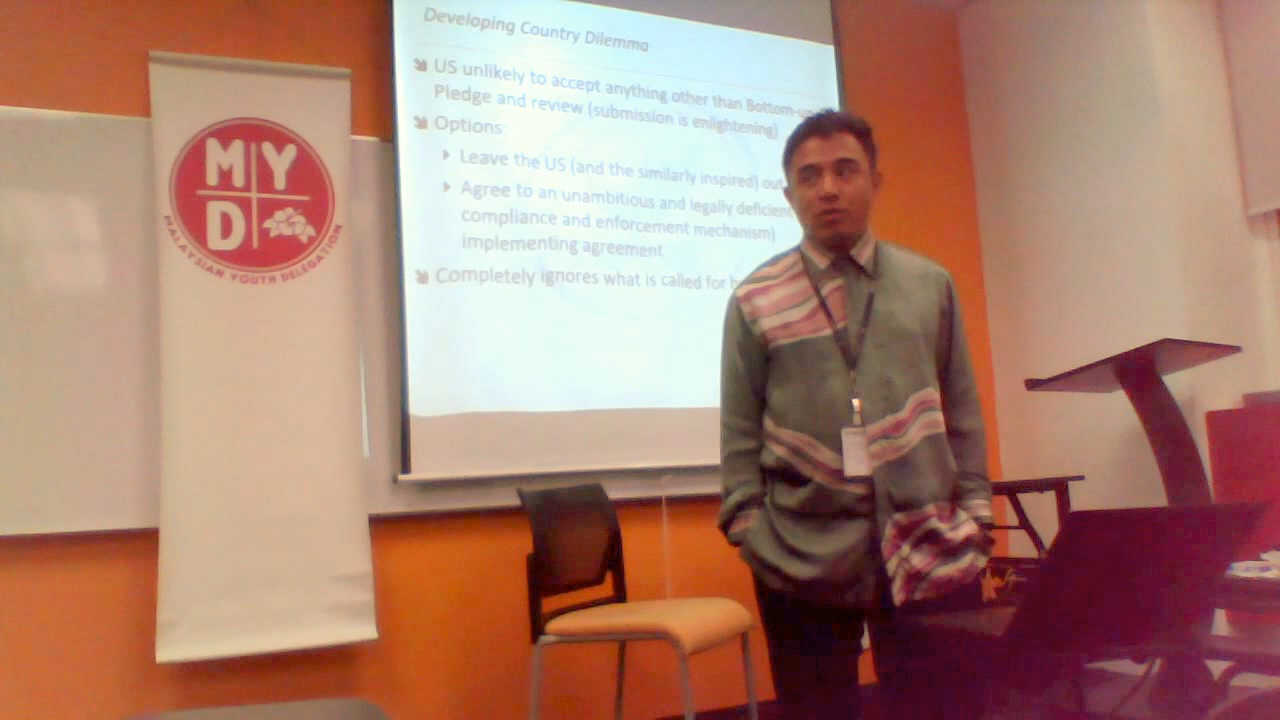 MY
D
MALAYSIAN YOUTH DELEGATION
Developing Country Dilemma
US unlikely to accept anything other than Bottom-up
Pledge and review (submission is enlightening)
Options:
Leave the US (and the similarly inspired) out
Agree to an unambitious and legally deficient
compliance and enforcement mechanism)
implementing agreement
Completely ignores what is called for